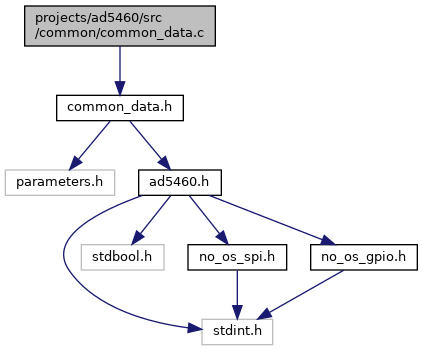 projects/ad5460/src
/common/common_data.c
common_data.h
parameters.h
ad5460.h
stdbool.h
no_os_spi.h
no_os_gpio.h
stdint.h